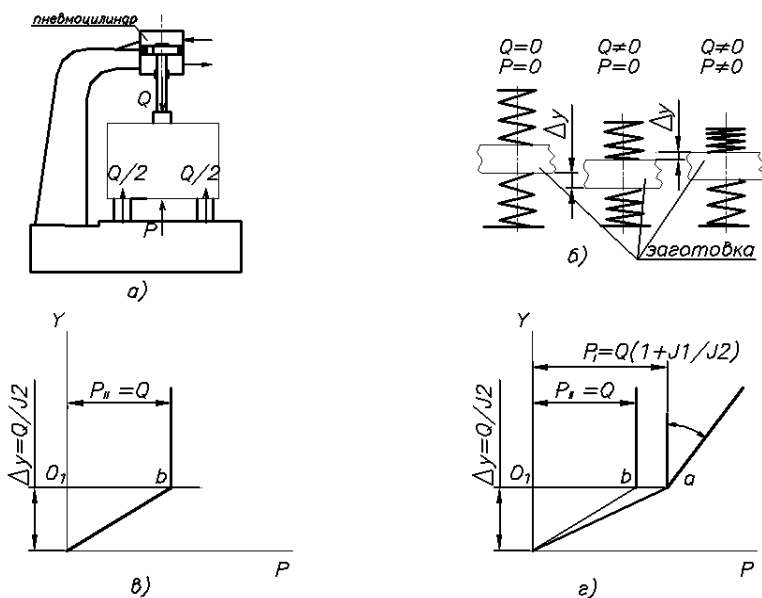 пневмоцилиндр
Q
Q/2 Q/2
P
а)
Q=0 Q≠0 Q≠0
P=0 P=0 P≠0
Δy Δy
заготовка
б)
Y
P_II =Q
Δy=Q/J2
O₁ b
P
в)
Y
P_I=Q(1+J1/J2)
P_II =Q
Δy=Q/J2
O₁ b a
P
г)